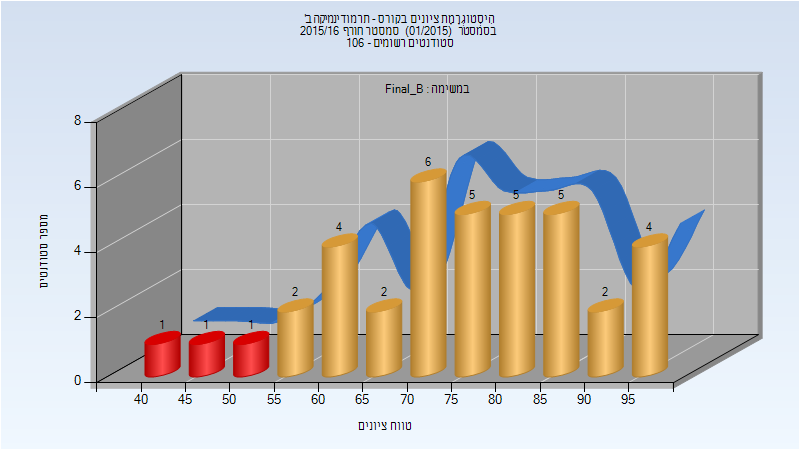 היסטוגרמת ציונים בקורס - תרמודינמיקה ב'
בסמסטר (01/2015) סמסטר חורף 2015/16
סטודנטים רשומים - 106
במשימה : Final_B
מספר סטודנטים
8
6
4
2
0
1
1
1
2
4
2
6
5
5
5
2
4
40 45 50 55 60 65 70 75 80 85 90 95
טווח ציונים